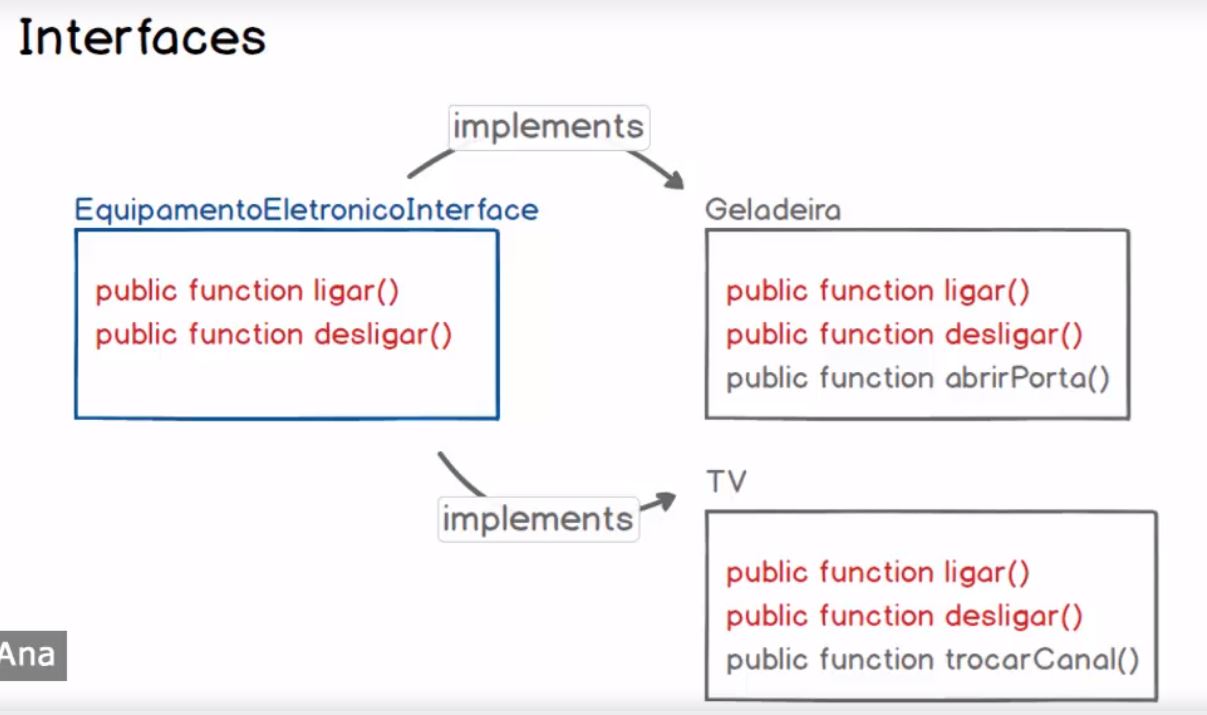 Interfaces
implements
EquipamentoEletronicoInterface
public function ligar()
public function desligar()
Geladeira
public function ligar()
public function desligar()
public function abrirPorta()
implements
TV
public function ligar()
public function desligar()
public function trocarCanal()
Ana